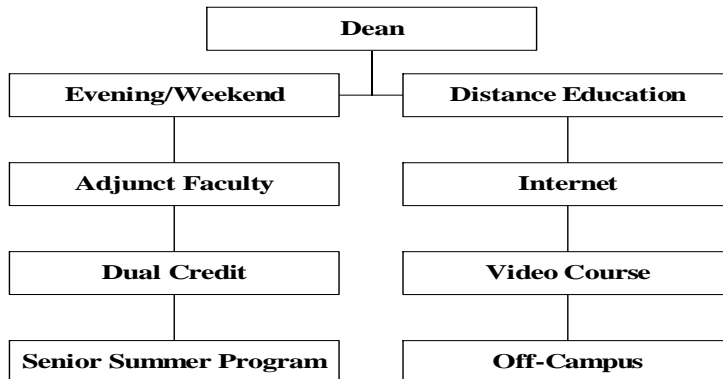 Dean
Evening/Weekend
Distance Education
Adjunct Faculty
Internet
Dual Credit
Video Course
Senior Summer Program
Off-Campus